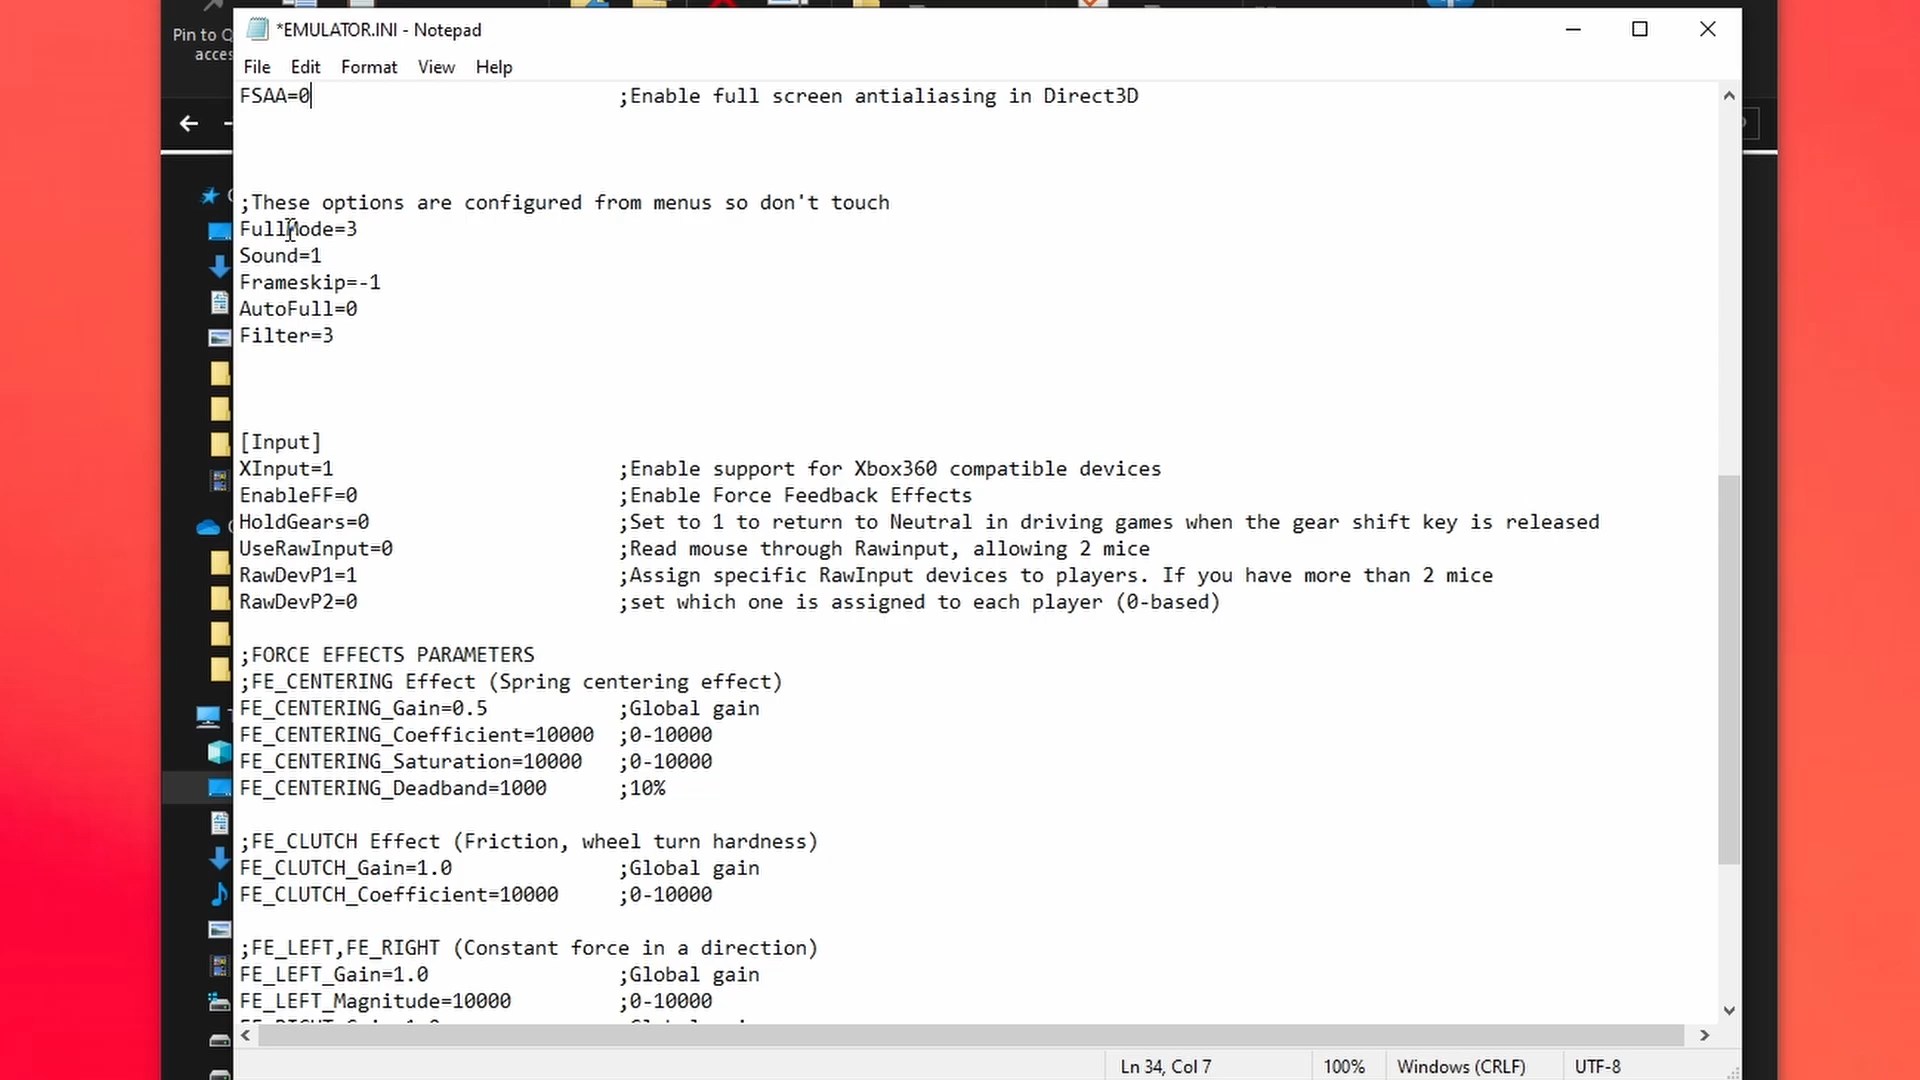 Pin to Q
acces
*EMULATOR.INI - Notepad
File Edit Format View Help
FSAA=0 ;Enable full screen antialiasing in Direct3D
;These options are configured from menus so don't touch
FullMode=3
Sound=1
Frameskip=-1
AutoFull=0
Filter=3
[Input]
XInput=1 ;Enable support for Xbox360 compatible devices
EnableFF=0 ;Enable Force Feedback Effects
HoldGears=0 ;Set to 1 to return to Neutral in driving games when the gear shift key is released
UseRawInput=0 ;Read mouse through Rawinput, allowing 2 mice
RawDevP1=1 ;Assign specific RawInput devices to players. If you have more than 2 mice
RawDevP2=0 ;set which one is assigned to each player (0-based)
;FORCE EFFECTS PARAMETERS
;FE_CENTERING Effect (Spring centering effect)
FE_CENTERING_Gain=0.5 ;Global gain
FE_CENTERING_Coefficient=10000 ;0-10000
FE_CENTERING_Saturation=10000 ;0-10000
FE_CENTERING_Deadband=1000 ;10%
;FE_CLUTCH Effect (Friction, wheel turn hardness)
FE_CLUTCH_Gain=1.0 ;Global gain
FE_CLUTCH_Coefficient=10000 ;0-10000
;FE_LEFT,FE_RIGHT (Constant force in a direction)
FE_LEFT_Gain=1.0 ;Global gain
FE_LEFT_Magnitude=10000 ;0-10000
Ln 34, Col 7 100% Windows (CRLF) UTF-8